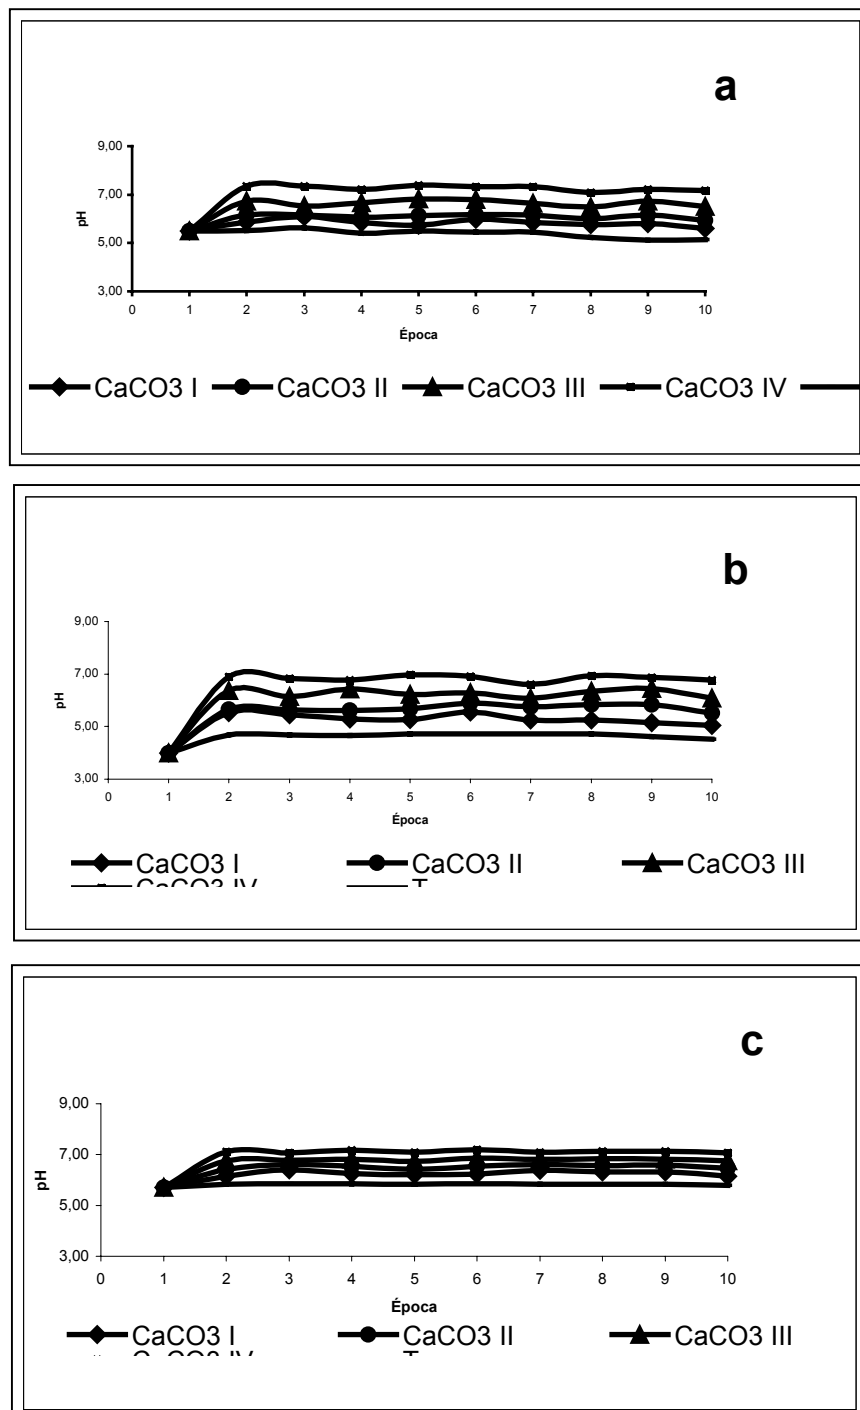 a
9,00
7,00
pH
5,00
3,00
0 1 2 3 4 5 6 7 8 9 10
Época
CaCO3 I CaCO3 II CaCO3 III CaCO3 IV
b
9,00
7,00
pH
5,00
3,00
0 1 2 3 4 5 6 7 8 9 10
Época
CaCO3 I CaCO3 II CaCO3 III
CaCO3 IV T
c
9,00
7,00
pH
5,00
3,00
0 1 2 3 4 5 6 7 8 9 10
Época
CaCO3 I CaCO3 II CaCO3 III
CaCO3 IV